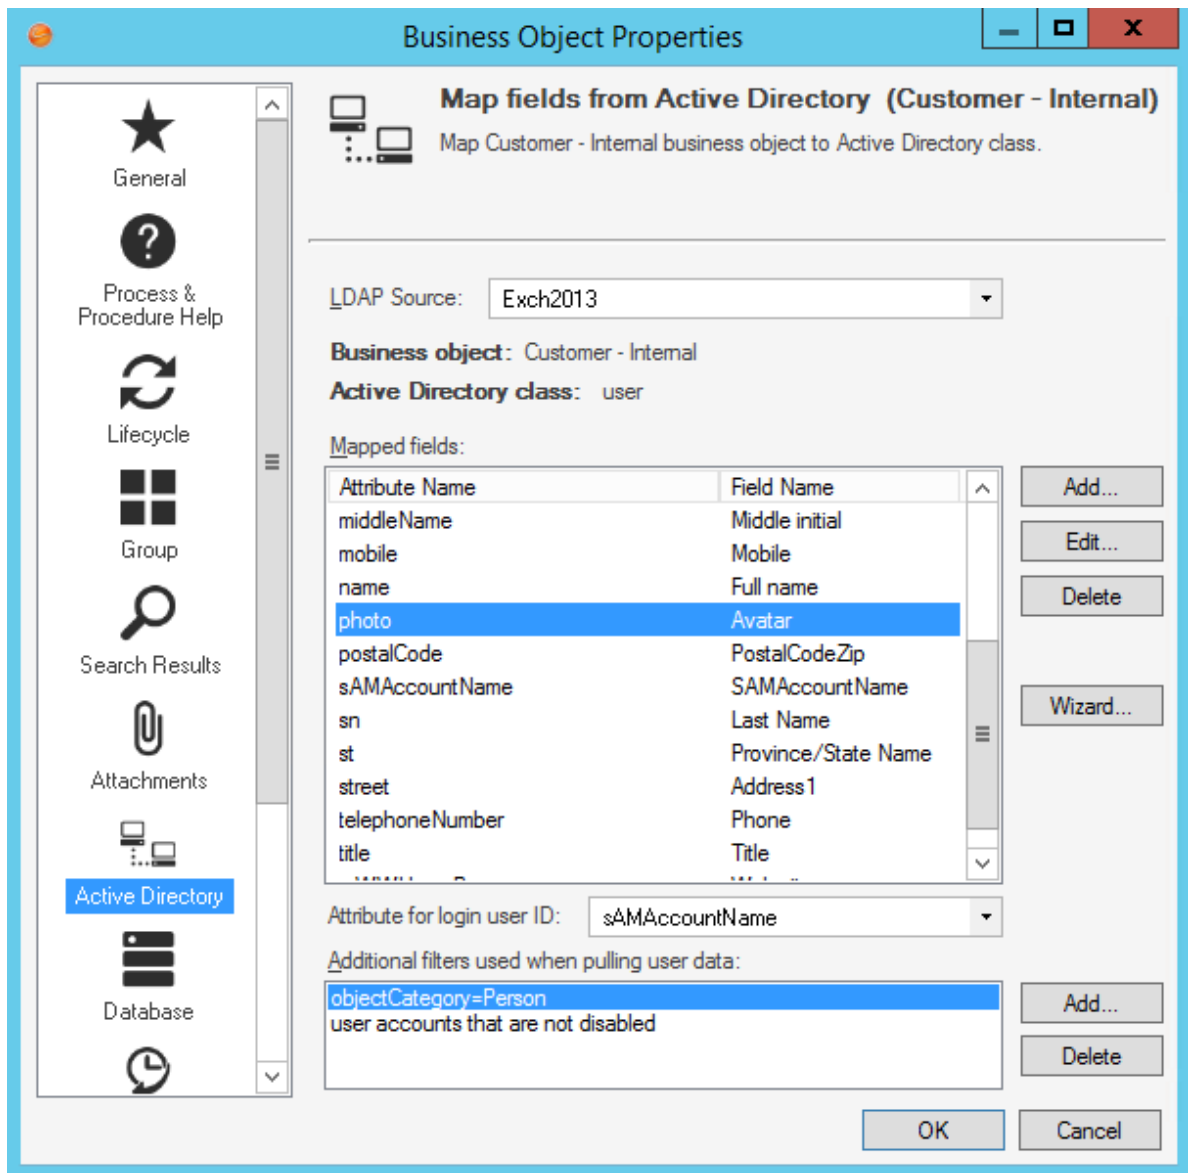 Business Object Properties
General
Process &
Procedure Help
Lifecycle
Group
Search Results
Attachments
Active Directory
Database
Map fields from Active Directory (Customer - Internal)
Map Customer - Internal business object to Active Directory class.
LDAP Source: Exch2013
Business object: Customer - Internal
Active Directory class: user
Mapped fields:
Attribute Name Field Name
middleName Middle initial
mobile Mobile
name Full name
photo Avatar
postalCode PostalCodeZip
sAMAccountName SAMAccountName
sn Last Name
st Province/State Name
street Address1
telephoneNumber Phone
title Title
Add...
Edit...
Delete
Wizard...
Attribute for login user ID: sAMAccountName
Additional filters used when pulling user data:
objectCategory=Person
user accounts that are not disabled
Add...
Delete
OK Cancel